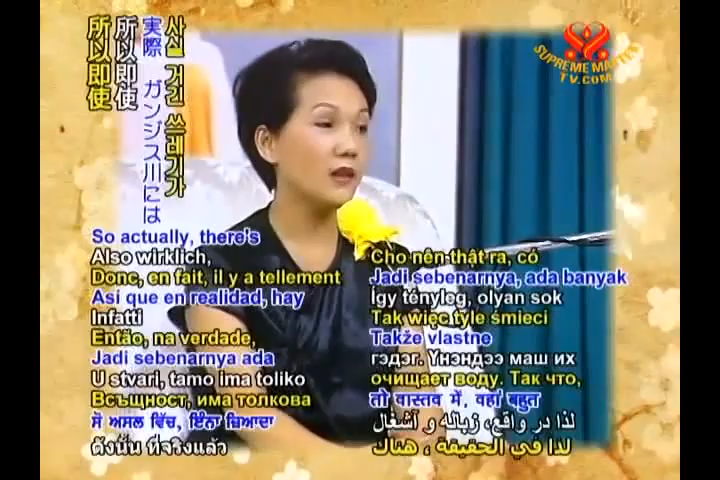 SUPREME MASTER
TV.COM
사실 거긴 쓰레기가
実際 ガンジス川には
所以即使
所以即使
So actually, there's
Also wirklich,
Donc, en fait, il y a tellement
Así que en realidad, hay
Infatti
Então, na verdade,
Jadi sebenarnya ada
U stvari, tamo ima toliko
Всъщност, има толкова
ਸੋ ਅਸਲ ਵਿੱਚ, ਇੰਨਾ ਜ਼ਿਆਦਾ
ดังนั้น ที่จริงแล้ว
Cho nên thật ra, có
Jadi sebenarnya, ada banyak
Így tényleg, olyan sok
Tak więc tyle śmieci
Takže vlastně
гэдэг. Үнэндээ маш их
очищает воду. Так что,
तो वास्तव में, वहां बहुत
لذا در واقع، زباله و آشغال
لذا في الحقيقة ، هناك